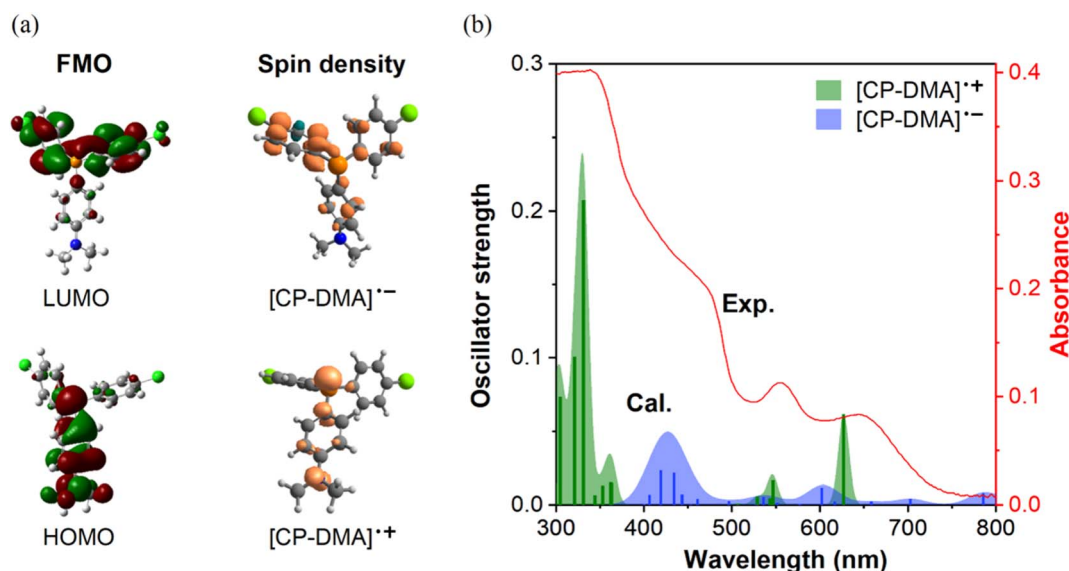 (a)
FMO Spin density
LUMO [CP-DMA]•−
HOMO [CP-DMA]•+
(b)
[CP-DMA]•+
[CP-DMA]•−
Exp.
Cal.
Oscillator strength
0.3
0.2
0.1
0.0
Absorbance
0.4
0.3
0.2
0.1
0.0
300 400 500 600 700 800
Wavelength (nm)